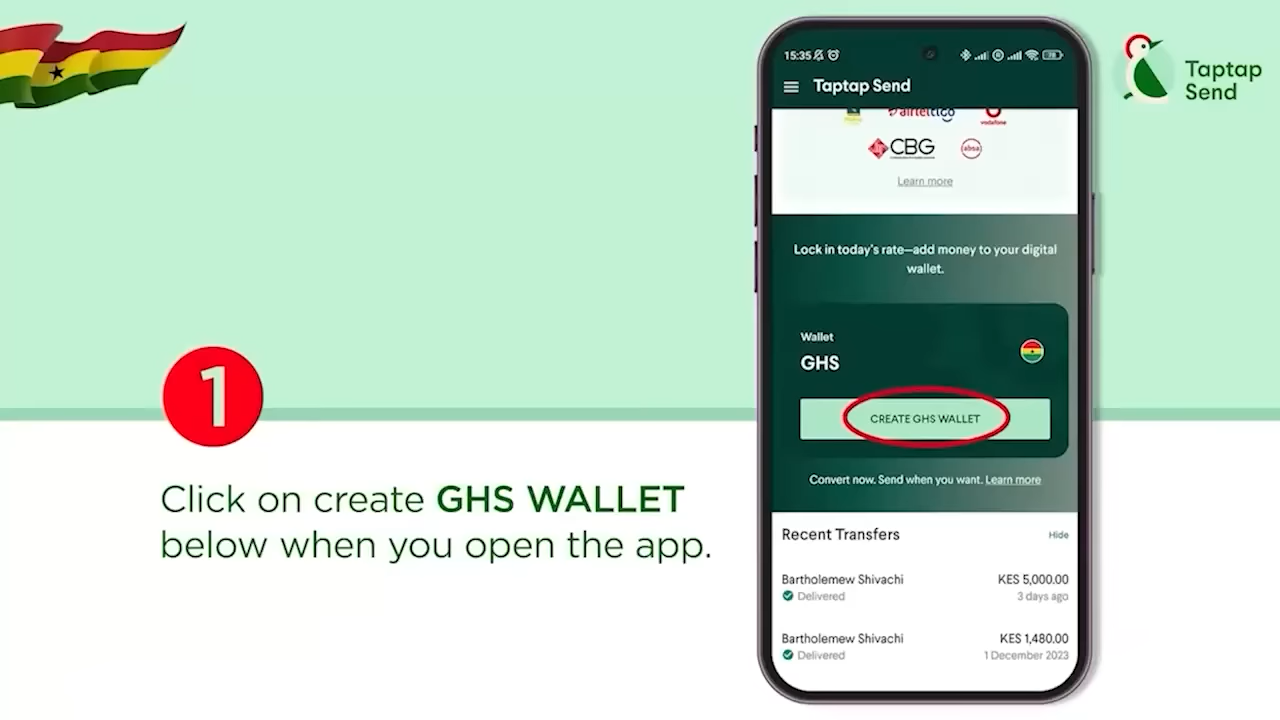 1
Click on create GHS WALLET
below when you open the app.
15:35
78
Taptap Send
airteltigo
vodafone
CBG
absa
Learn more
Lock in today's rate—add money to your digital
wallet.
Wallet
GHS
CREATE GHS WALLET
Convert now. Send when you want. Learn more
Recent Transfers
Hide
Bartholemew Shivachi
KES 5,000.00
Delivered
3 days ago
Bartholemew Shivachi
KES 1,480.00
Delivered
1 December 2023
Taptap
Send